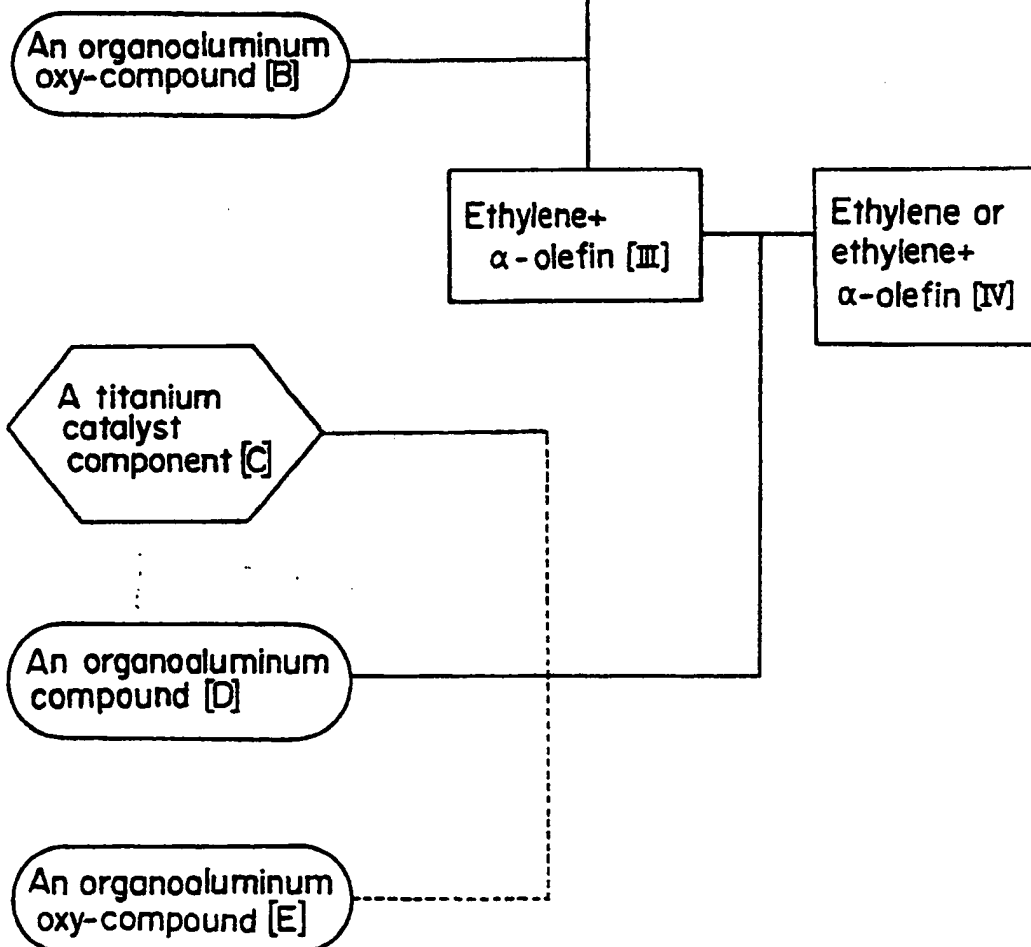 An organoaluminum
oxy-compound [B]
Ethylene+
α-olefin [III]
Ethylene or
ethylene+
α-olefin [IV]
A titanium
catalyst
component [C]
An organoaluminum
compound [D]
An organoaluminum
oxy-compound [E]